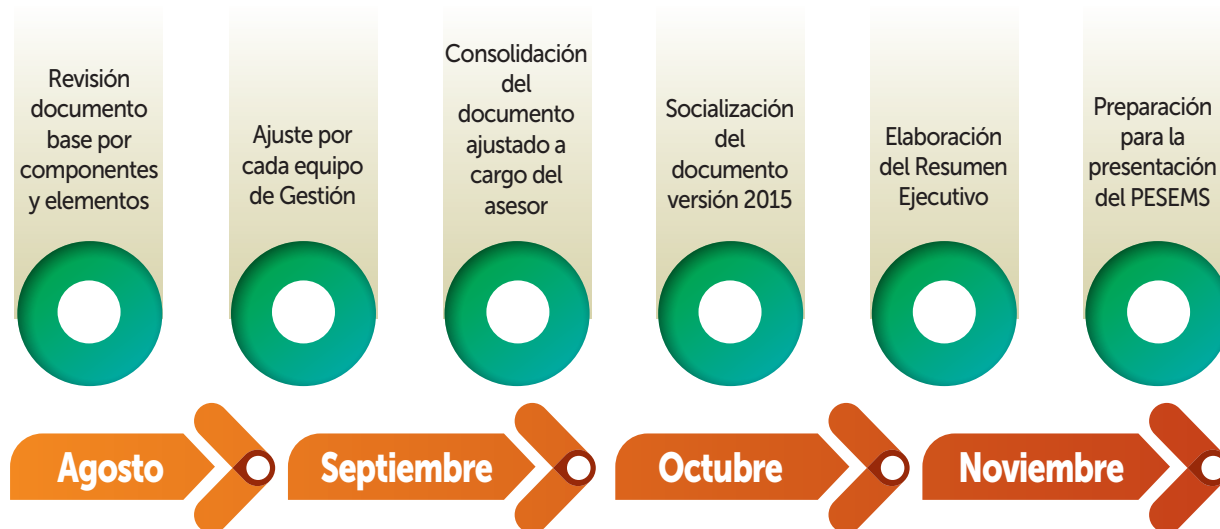 Revisión
documento
base por
componentes
y elementos
Ajuste por
cada equipo
de Gestión
Consolidación
del
documento
ajustado a
cargo del
asesor
Socialización
del
documento
versión 2015
Elaboración
del Resumen
Ejecutivo
Preparación
para la
presentación
del PESEMS
Agosto
Septiembre
Octubre
Noviembre